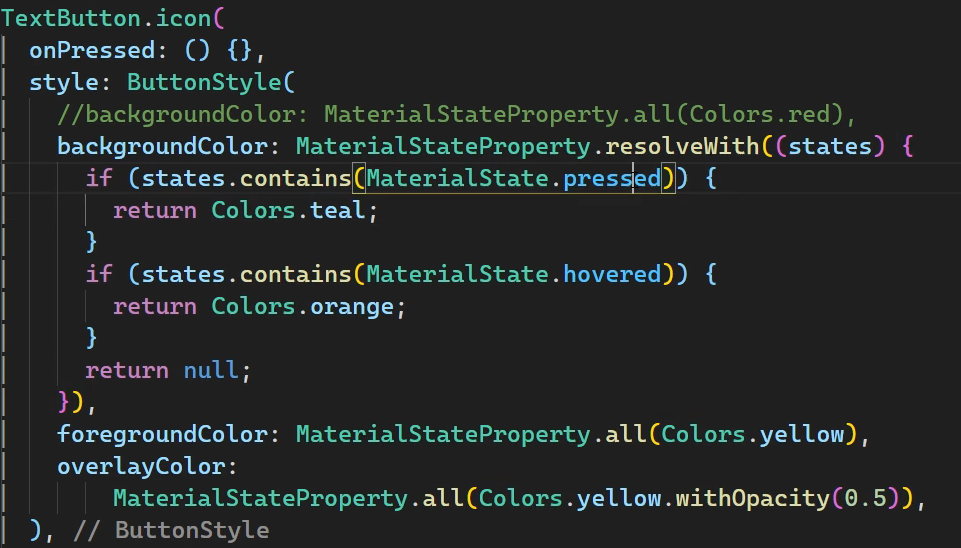 TextButton.icon(
onPressed: () {},
style: ButtonStyle(
//backgroundColor: MaterialStateProperty.all(Colors.red),
backgroundColor: MaterialStateProperty.resolveWith((states) {
if (states.contains(MaterialState.pressed)) {
return Colors.teal;
}
if (states.contains(MaterialState.hovered)) {
return Colors.orange;
}
return null;
}),
foregroundColor: MaterialStateProperty.all(Colors.yellow),
overlayColor:
MaterialStateProperty.all(Colors.yellow.withOpacity(0.5)),
), // ButtonStyle